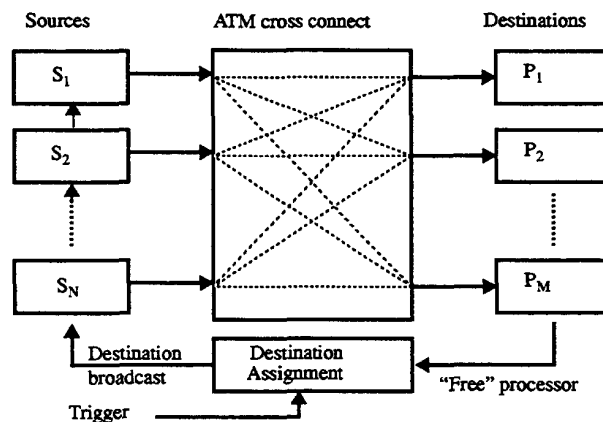 Sources ATM cross connect Destinations
S1 P1
S2 P2
SN PM
Destination broadcast
Destination Assignment
"Free" processor
Trigger